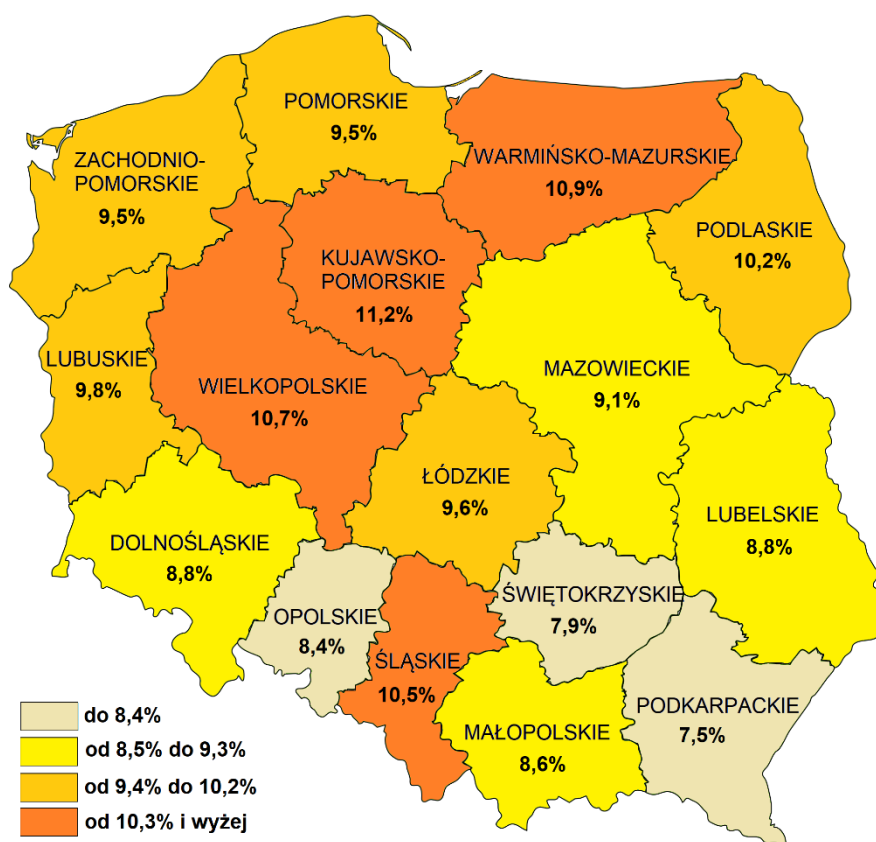 POMORSKIE
9,5%
ZACHODNIO-
POMORSKIE
9,5%
WARMIŃSKO-MAZURSKIE
10,9%
PODLASKIE
10,2%
KUJAWSKO-
POMORSKIE
11,2%
LUBUSKIE
9,8%
WIELKOPOLSKIE
10,7%
MAZOWIECKIE
9,1%
ŁÓDZKIE
9,6%
LUBELSKIE
8,8%
DOLNOŚLĄSKIE
8,8%
OPOLSKIE
8,4%
ŚWIĘTOKRZYSKIE
7,9%
ŚLĄSKIE
10,5%
PODKARPACKIE
7,5%
MAŁOPOLSKIE
8,6%
do 8,4%
od 8,5% do 9,3%
od 9,4% do 10,2%
od 10,3% i wyżej